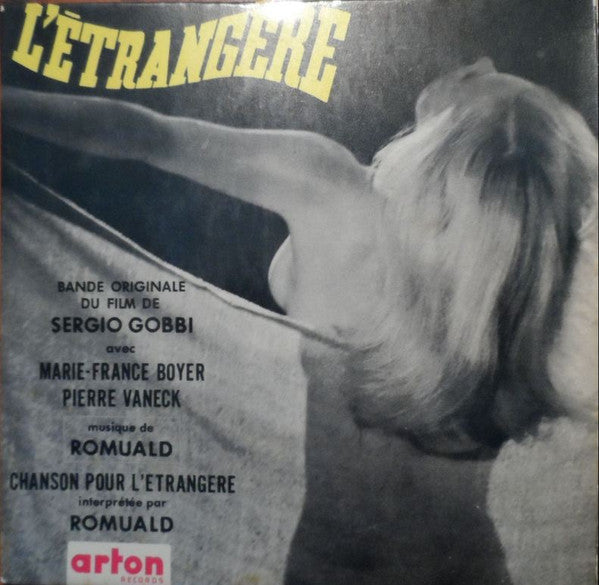 L'ÉTRANGERE
BANDE ORIGINALE
DU FILM DE
SERGIO GOBBI
avec
MARIE-FRANCE BOYER
PIERRE VANECK
musique de
ROMUALD
CHANSON POUR L'ETRANGERE
interprétée par
ROMUALD
arton
RECORDS